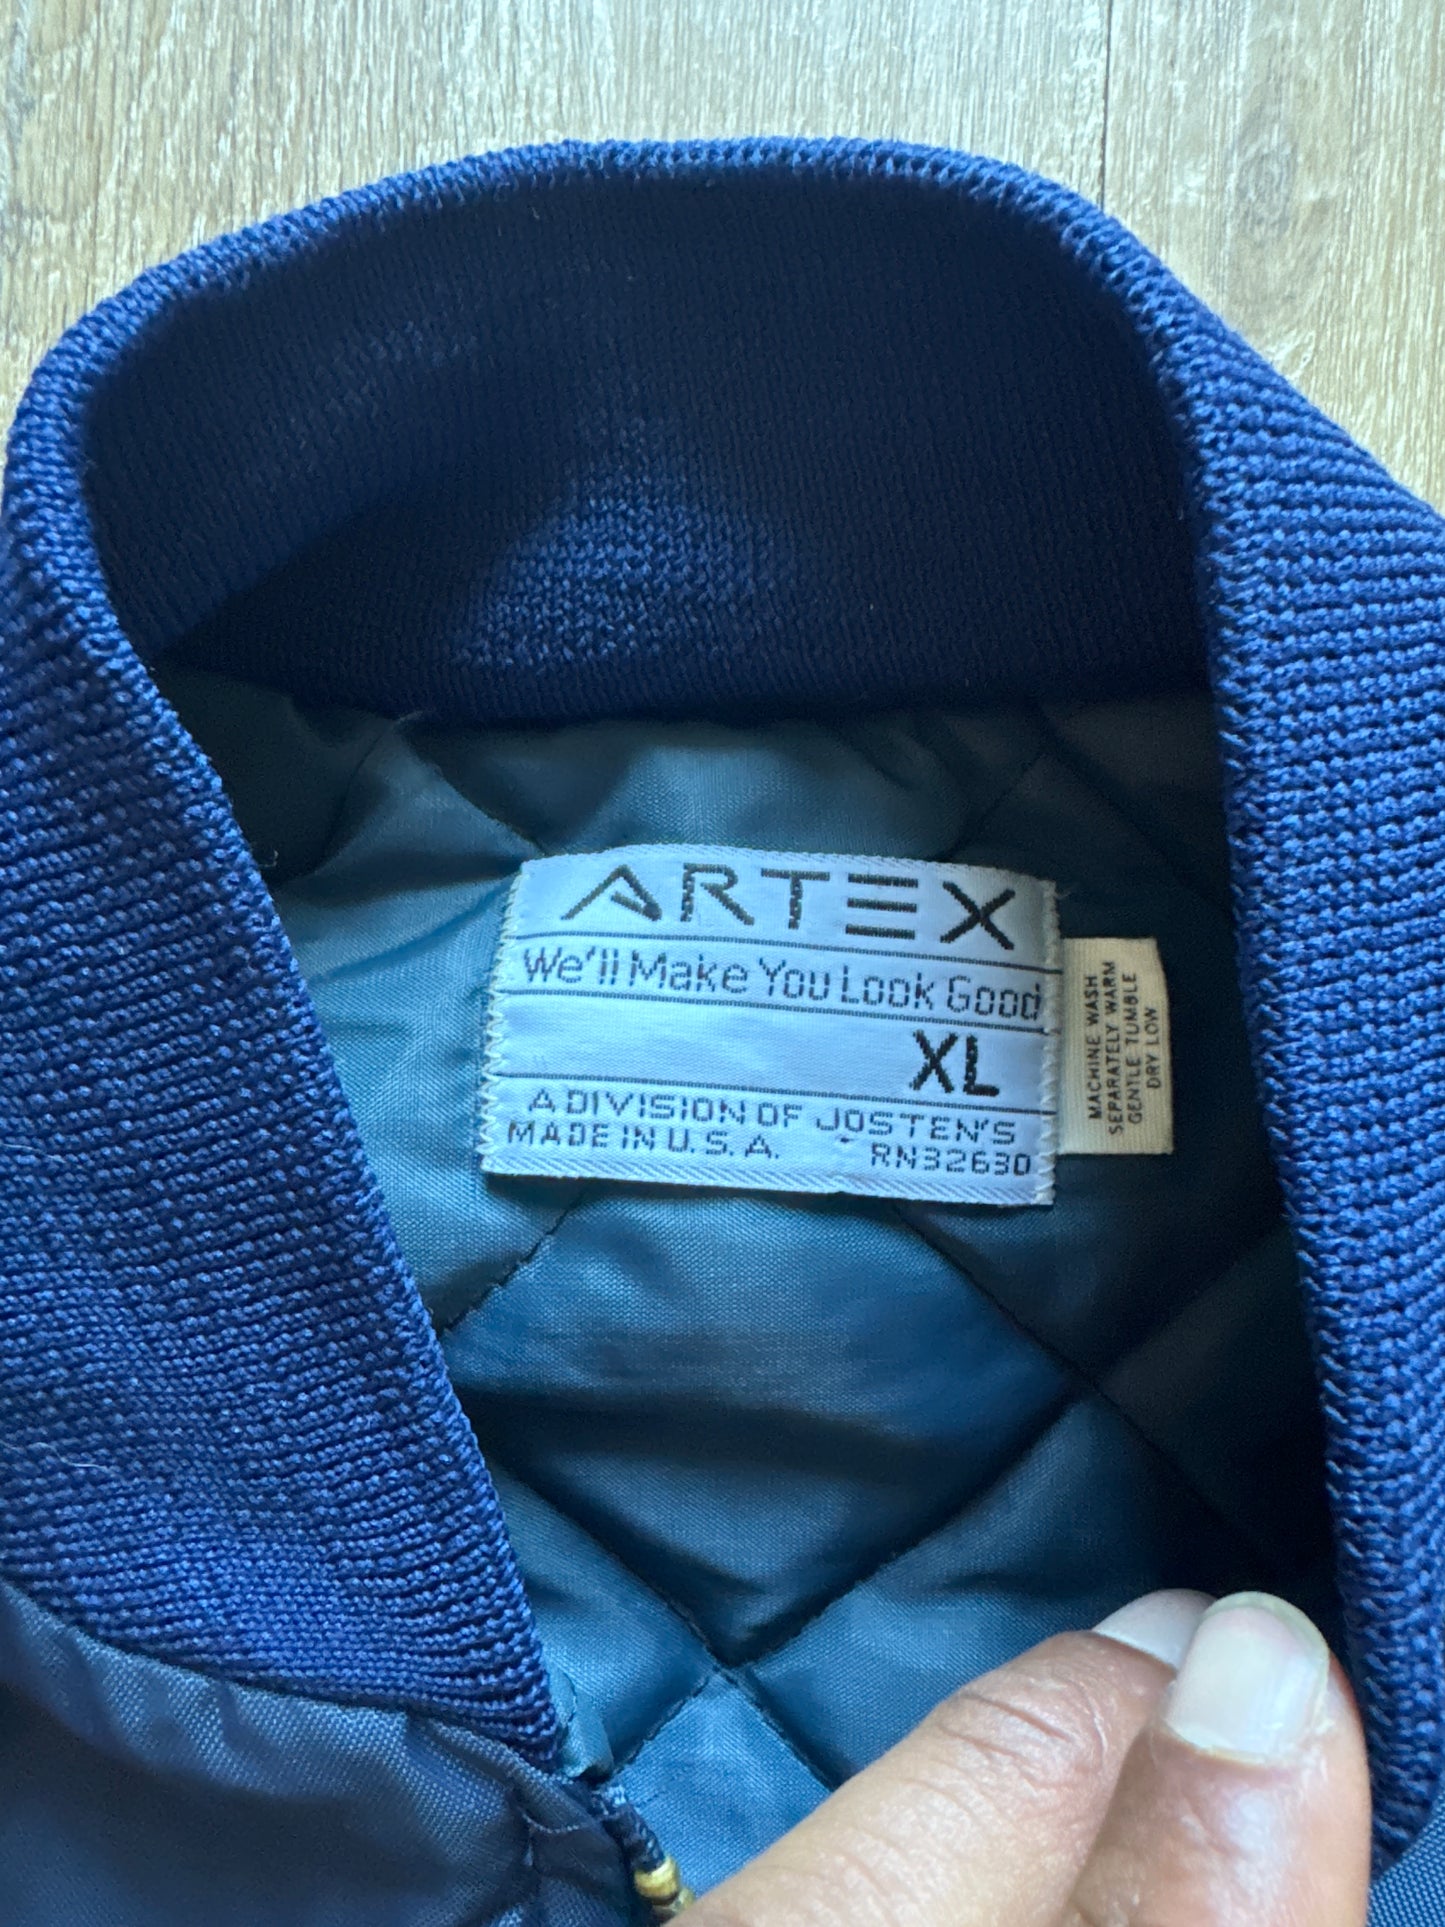 ARTEX
We'll Make You Look Good
XL
A DIVISION OF JOSTEN'S
MADE IN U.S.A. RN32630
MACHINE WASH
SEPARATELY WARM
GENTLE TUMBLE
DRY LOW